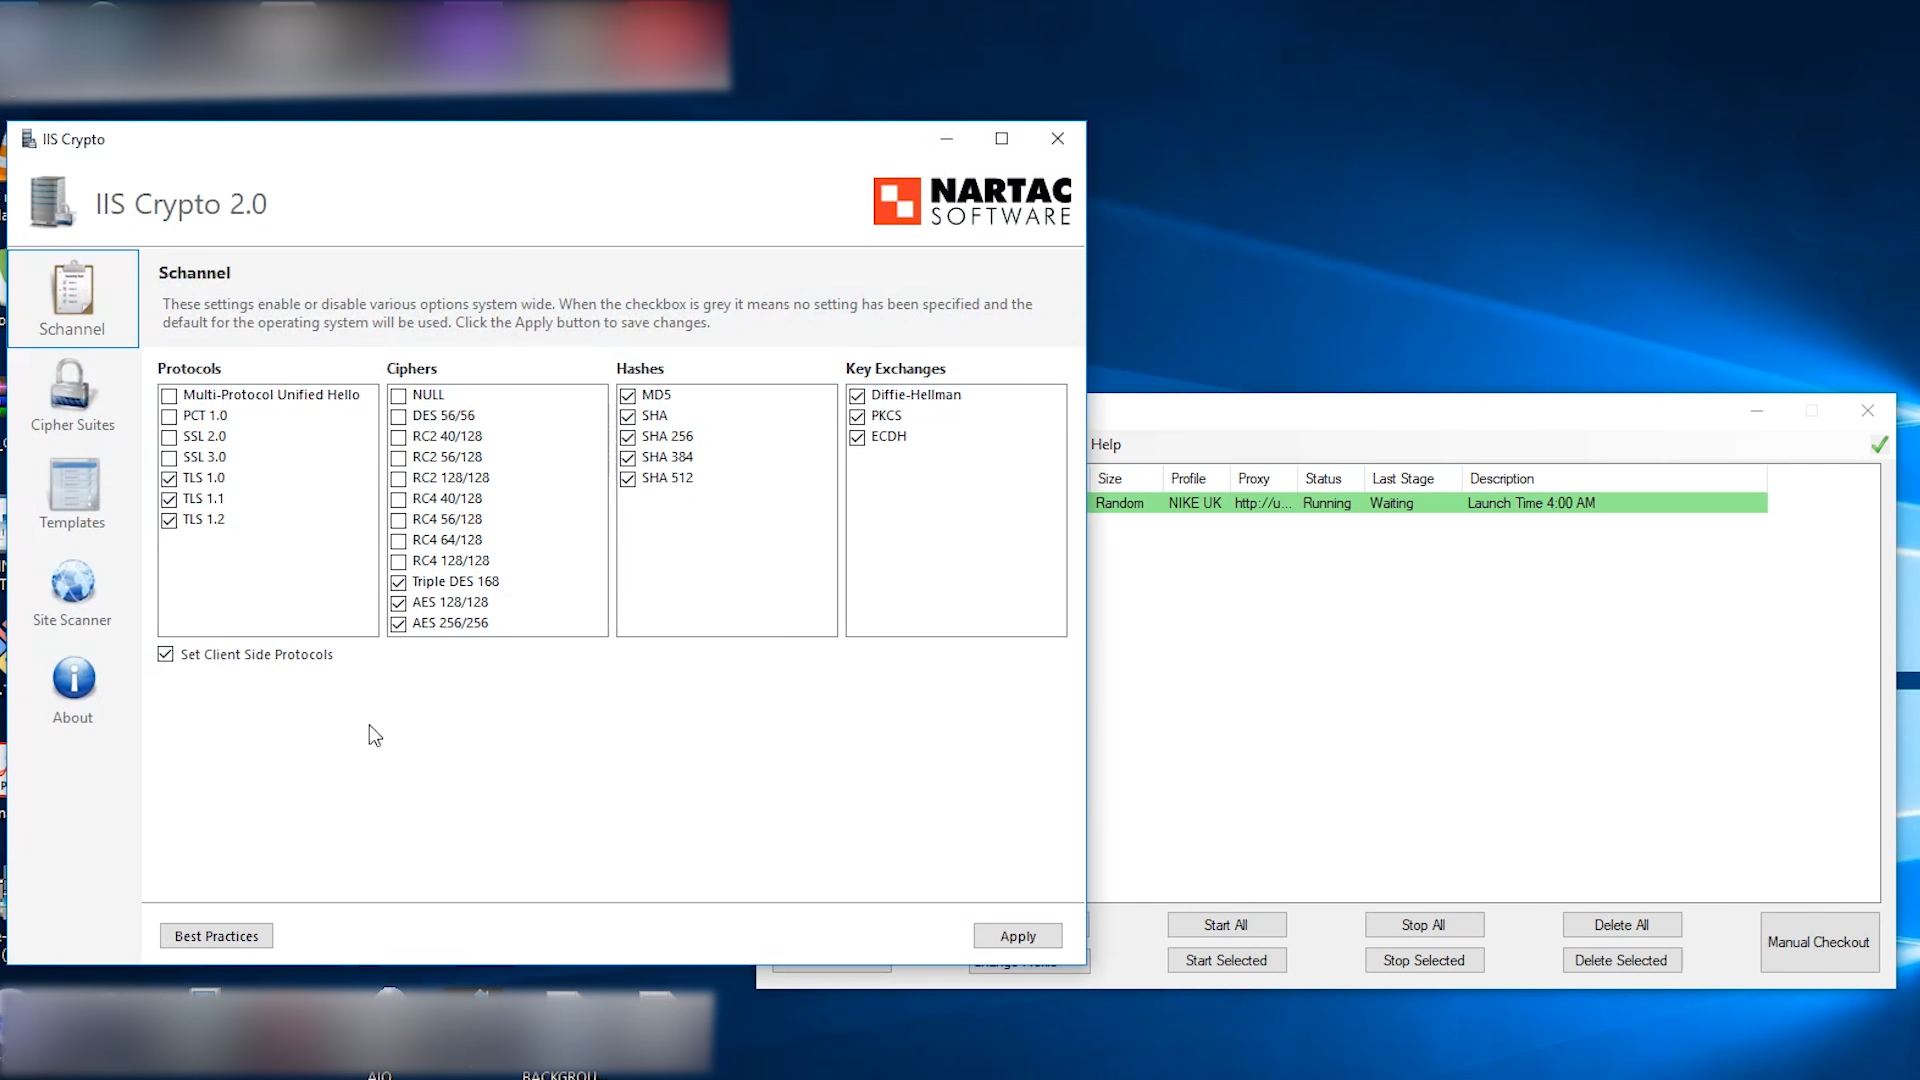 IIS Crypto
IIS Crypto 2.0
NARTAC
SOFTWARE
Schannel
Cipher Suites
Templates
Site Scanner
About
Schannel
These settings enable or disable various options system wide. When the checkbox is grey it means no setting has been specified and the
default for the operating system will be used. Click the Apply button to save changes.
Protocols
Multi-Protocol Unified Hello
PCT 1.0
SSL 2.0
SSL 3.0
TLS 1.0
TLS 1.1
TLS 1.2
Ciphers
NULL
DES 56/56
RC2 40/128
RC2 56/128
RC2 128/128
RC4 40/128
RC4 56/128
RC4 64/128
RC4 128/128
Triple DES 168
AES 128/128
AES 256/256
Hashes
MD5
SHA
SHA 256
SHA 384
SHA 512
Key Exchanges
Diffie-Hellman
PKCS
ECDH
Set Client Side Protocols
Best Practices
Apply
Help
Size Profile Proxy Status Last Stage Description
Random NIKE UK http://u... Running Waiting Launch Time 4:00 AM
Start All
Stop All
Delete All
Start Selected
Stop Selected
Delete Selected
Manual Checkout
AIO
BACKGROU...